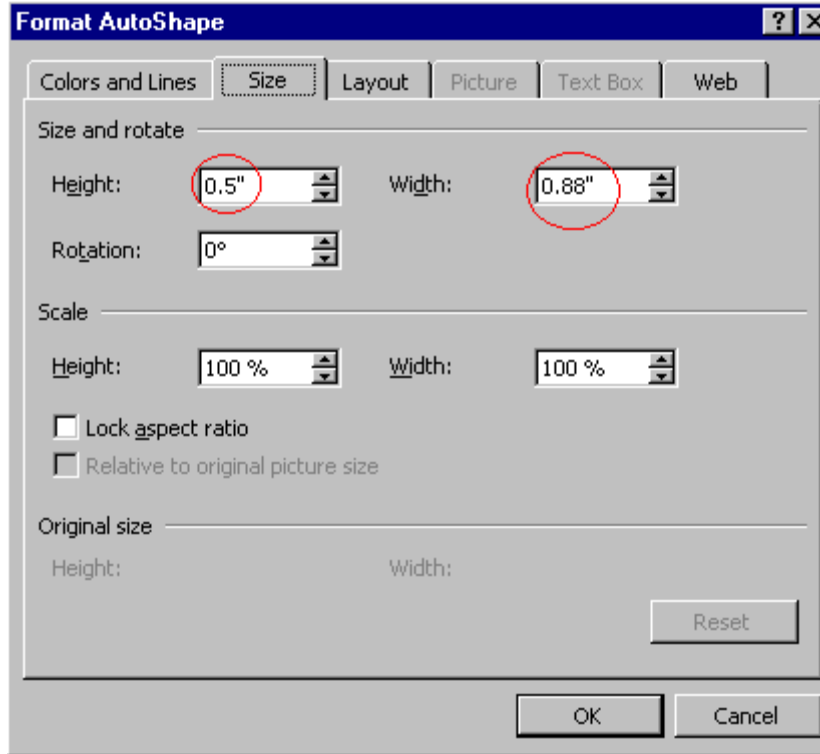 Format AutoShape ?
Colors and Lines Size Layout Picture Text Box Web
Size and rotate
Height: 0.5" Width: 0.88"
Rotation: 0°
Scale
Height: 100 % Width: 100 %
Lock aspect ratio
Relative to original picture size
Original size
Height: Width:
Reset
OK Cancel